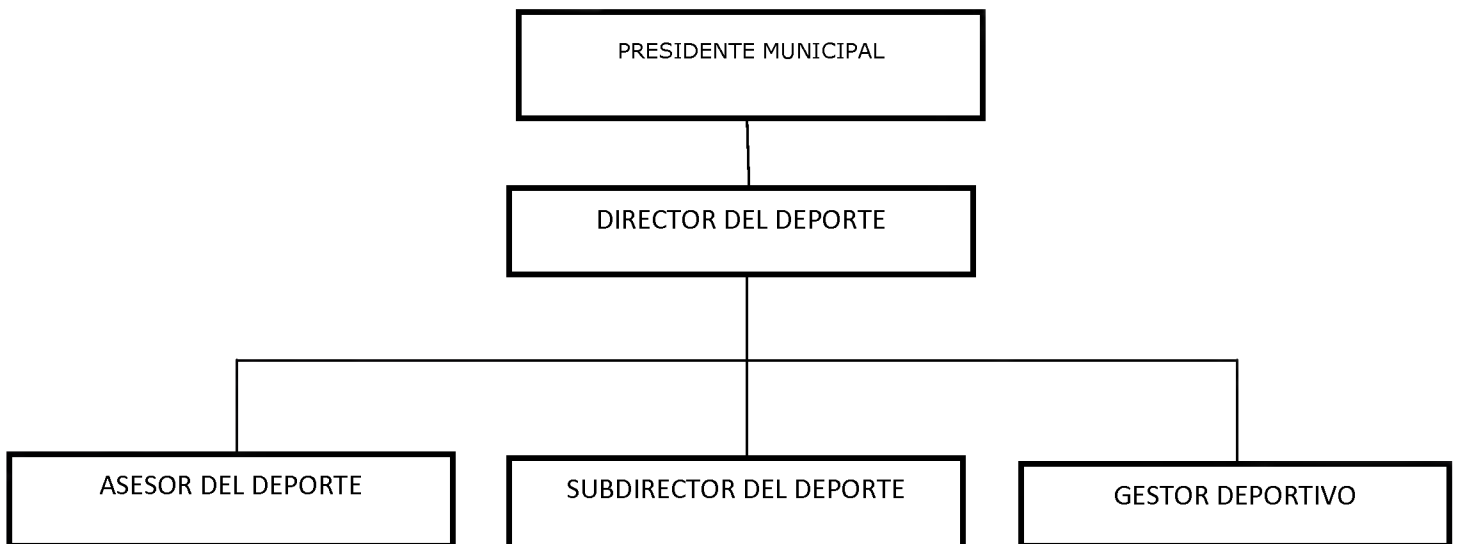 PRESIDENTE MUNICIPAL
DIRECTOR DEL DEPORTE
ASESOR DEL DEPORTE
SUBDIRECTOR DEL DEPORTE
GESTOR DEPORTIVO